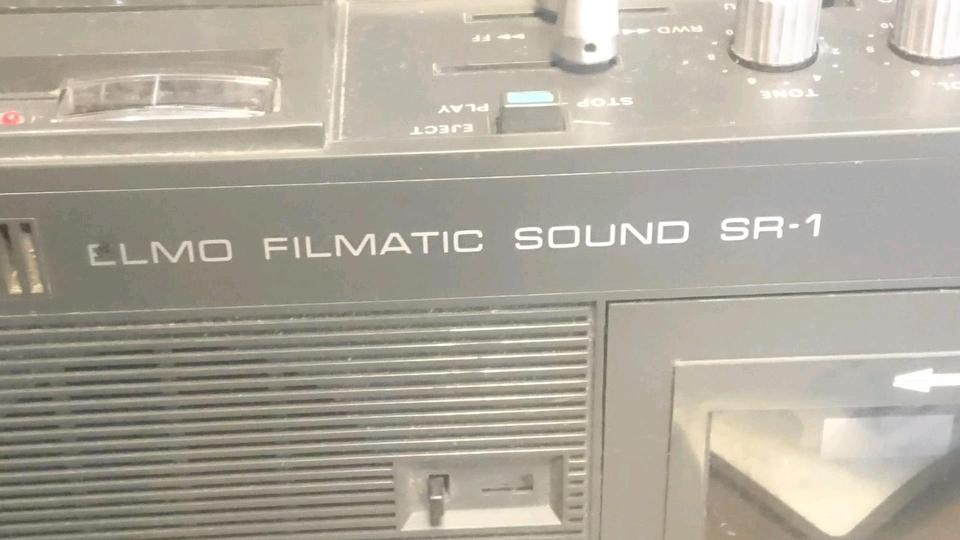 FF
RWD
PLAY
STOP
EJECT
TONE
ELMO FILMATIC SOUND SR-1